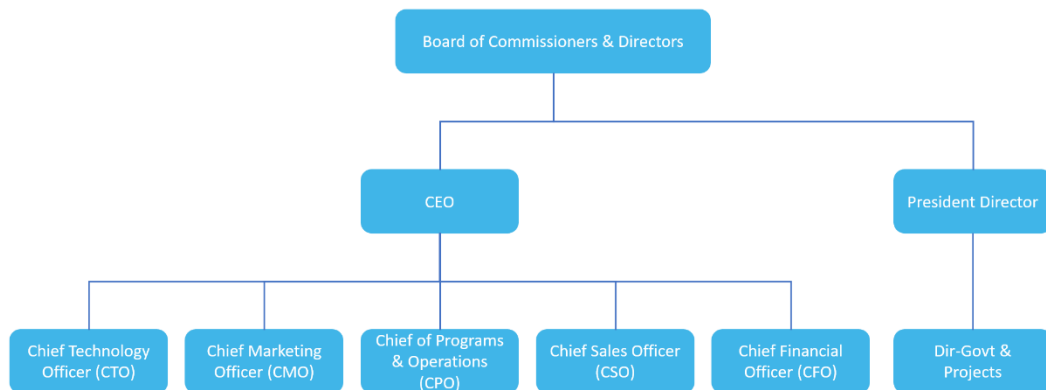 Board of Commissioners & Directors
CEO
President Director
Chief Technology
Officer (CTO)
Chief Marketing
Officer (CMO)
Chief of Programs
& Operations
(CPO)
Chief Sales Officer
(CSO)
Chief Financial
Officer (CFO)
Dir-Govt &
Projects